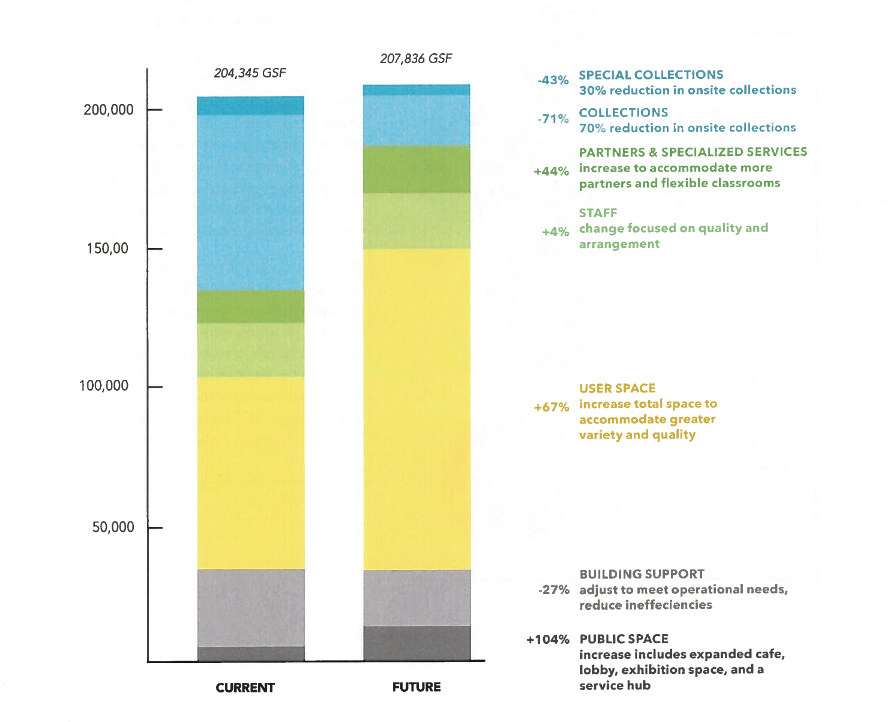 204,345 GSF
207,836 GSF
200,000
150,00
100,000
50,000
CURRENT
FUTURE
-43% SPECIAL COLLECTIONS
30% reduction in onsite collections
-71% COLLECTIONS
70% reduction in onsite collections
PARTNERS & SPECIALIZED SERVICES
+44% increase to accommodate more
partners and flexible classrooms
STAFF
+4% change focused on quality and
arrangement
USER SPACE
+67% increase total space to
accommodate greater
variety and quality
BUILDING SUPPORT
-27% adjust to meet operational needs,
reduce ineffeciencies
+104% PUBLIC SPACE
increase includes expanded cafe,
lobby, exhibition space, and a
service hub